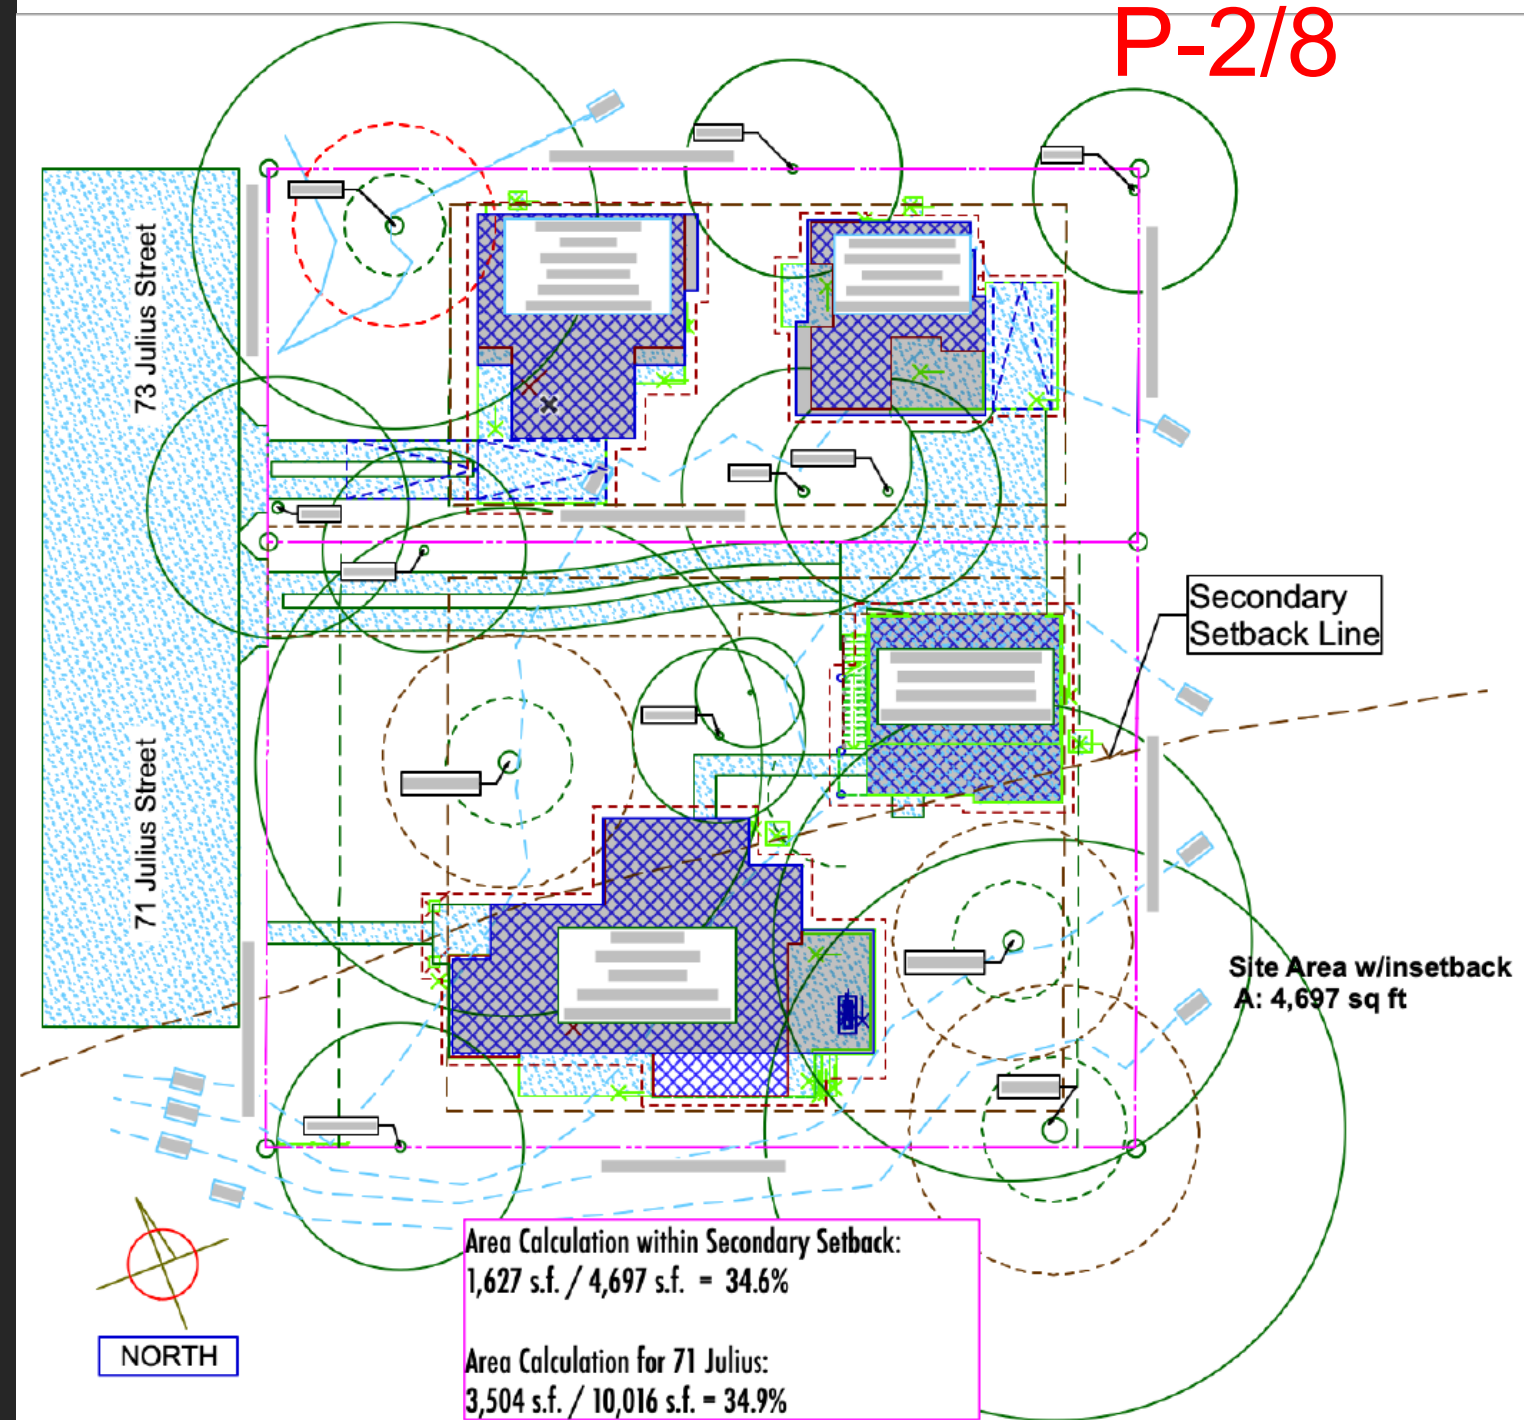 P-2/8
73 Julius Street
71 Julius Street
Secondary
Setback Line
Site Area w/insetback
A: 4,697 sq ft
Area Calculation within Secondary Setback:
1,627 s.f. / 4,697 s.f. = 34.6%
Area Calculation for 71 Julius:
3,504 s.f. / 10,016 s.f. = 34.9%
NORTH